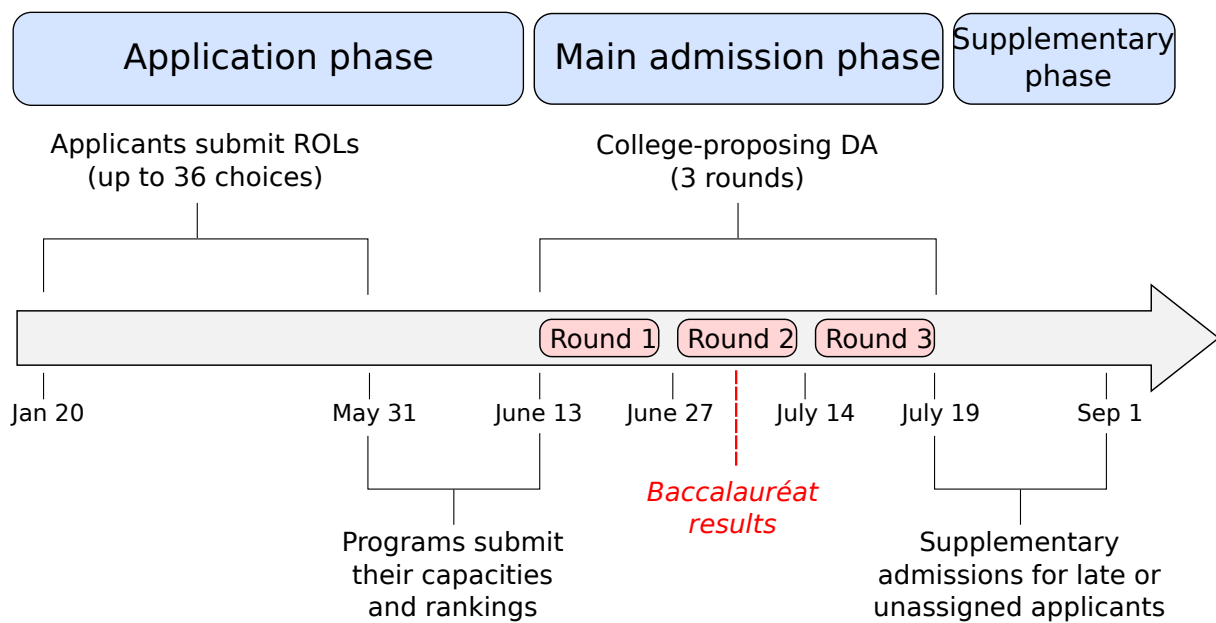 Application phase
Main admission phase
Supplementary
phase
Applicants submit ROLs
(up to 36 choices)
College-proposing DA
(3 rounds)
Round 1
Round 2
Round 3
Jan 20
May 31
June 13
June 27
July 14
July 19
Sep 1
Baccalauréat
results
Programs submit
their capacities
and rankings
Supplementary
admissions for late or
unassigned applicants